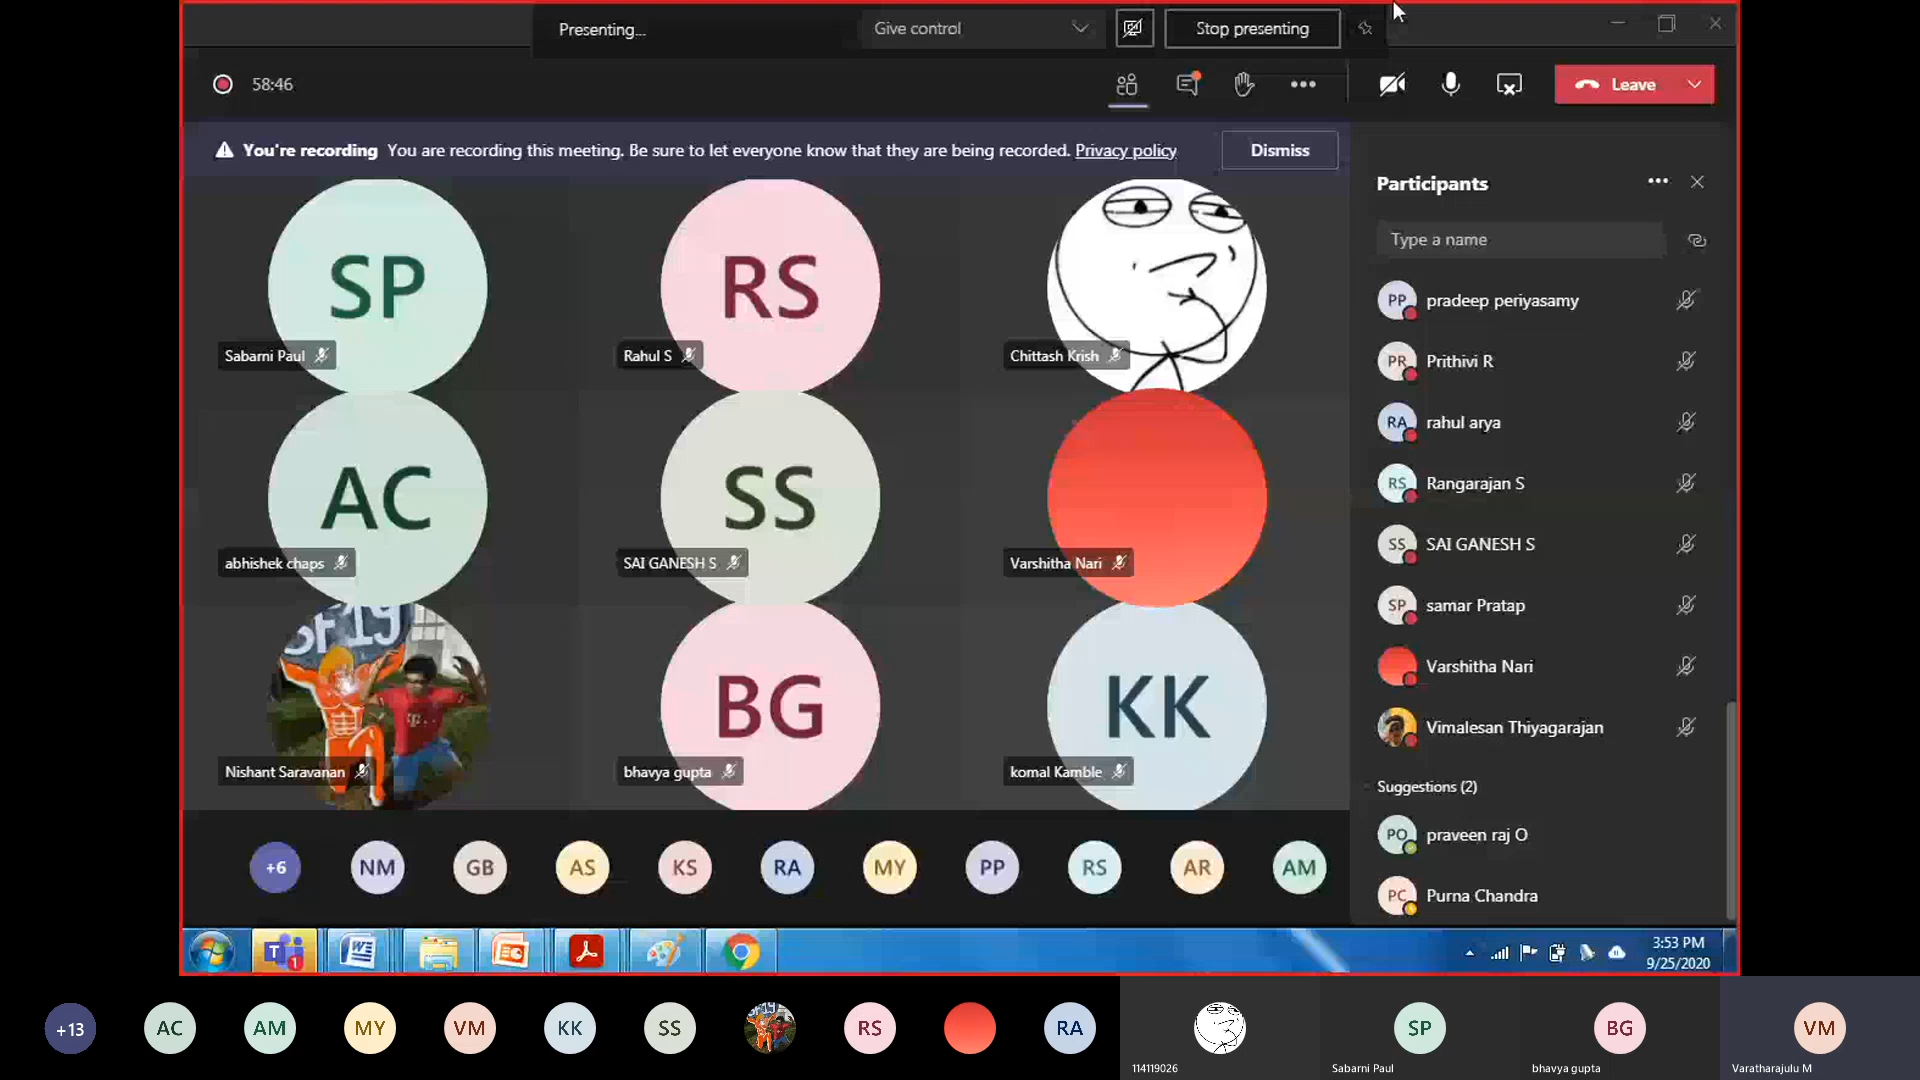 Presenting...
Give control
Stop presenting
58:46
Leave
You're recording You are recording this meeting. Be sure to let everyone know that they are being recorded. Privacy policy
Dismiss
Participants
Type a name
SP
RS
Sabarni Paul
Rahul S
Chittash Krish
AC
SS
abhishek chaps
SAI GANESH S
Varshitha Nari
SF19
BG
KK
Nishant Saravanan
bhavya gupta
komal Kamble
PP pradeep periyasamy
PR Prithivi R
RA rahul arya
RS Rangarajan S
SS SAI GANESH S
SP samar Pratap
Varshitha Nari
Vimalesan Thiyagarajan
Suggestions (2)
PO praveen raj O
PC Purna Chandra
+6 NM GB AS KS RA MY PP RS AR AM
3:53 PM
9/25/2020
+13 AC AM MY VM KK SS RS RA SP BG VM
114119026
Sabarni Paul
bhavya gupta
Varatharajulu M